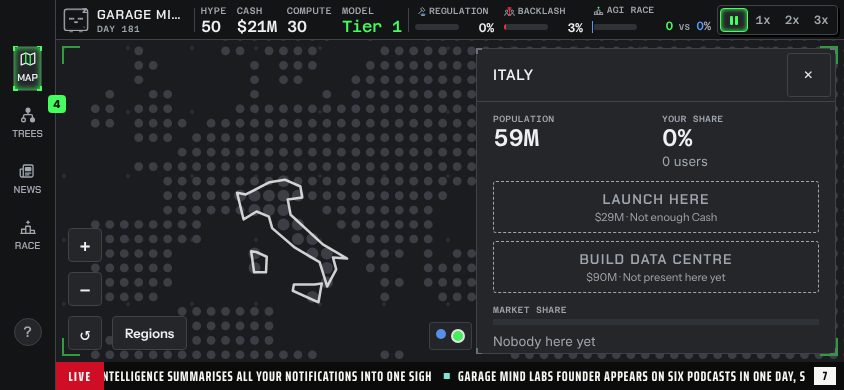 GARAGE MI...
DAY 181
HYPE
50
CASH
$21M
COMPUTE
30
MODEL
Tier 1
REGULATION
0%
BACKLASH
3%
AGI RACE
0 vs 0%
1x
2x
3x
MAP
4
TREES
NEWS
RACE
?
+
−
↺
Regions
ITALY
×
POPULATION
59M
YOUR SHARE
0%
0 users
LAUNCH HERE
$29M · Not enough Cash
BUILD DATA CENTRE
$90M · Not present here yet
MARKET SHARE
Nobody here yet
LIVE
NTELLIGENCE SUMMARISES ALL YOUR NOTIFICATIONS INTO ONE SIGH ■ GARAGE MIND LABS FOUNDER APPEARS ON SIX PODCASTS IN ONE DAY, S
7